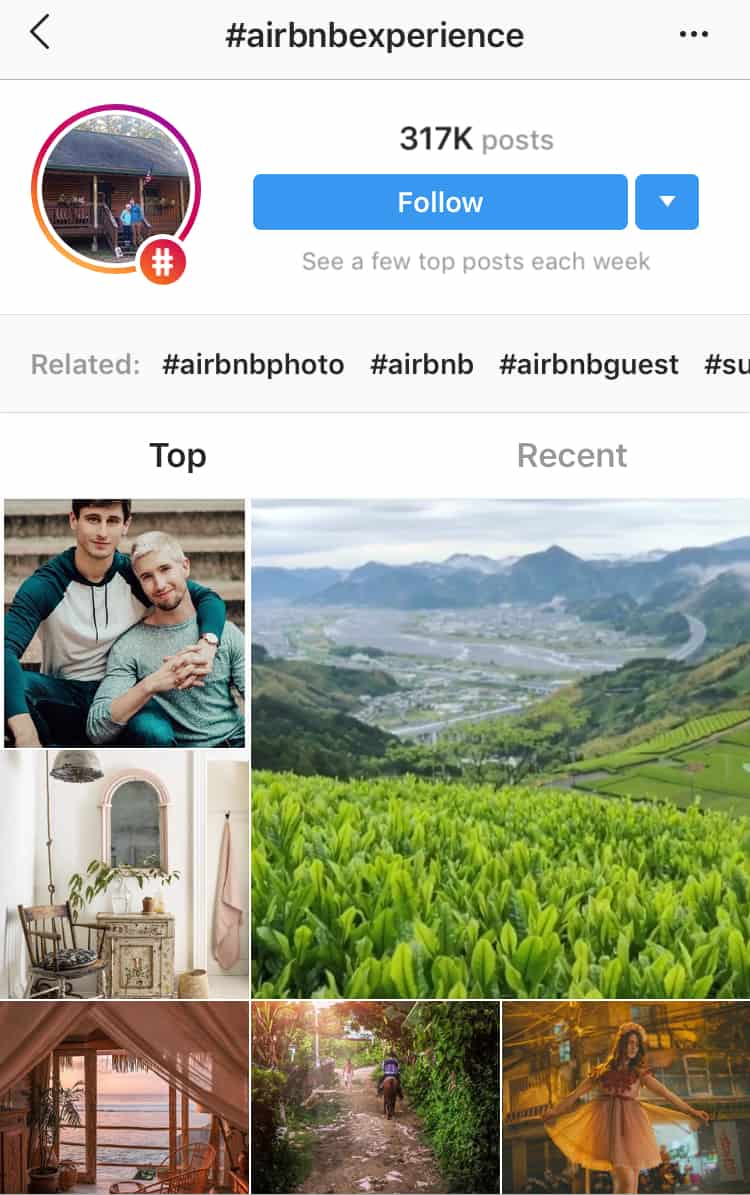 #airbnbexperience
317K posts
Follow
#
See a few top posts each week
Related: #airbnbphoto #airbnb #airbnbguest #su
Top Recent